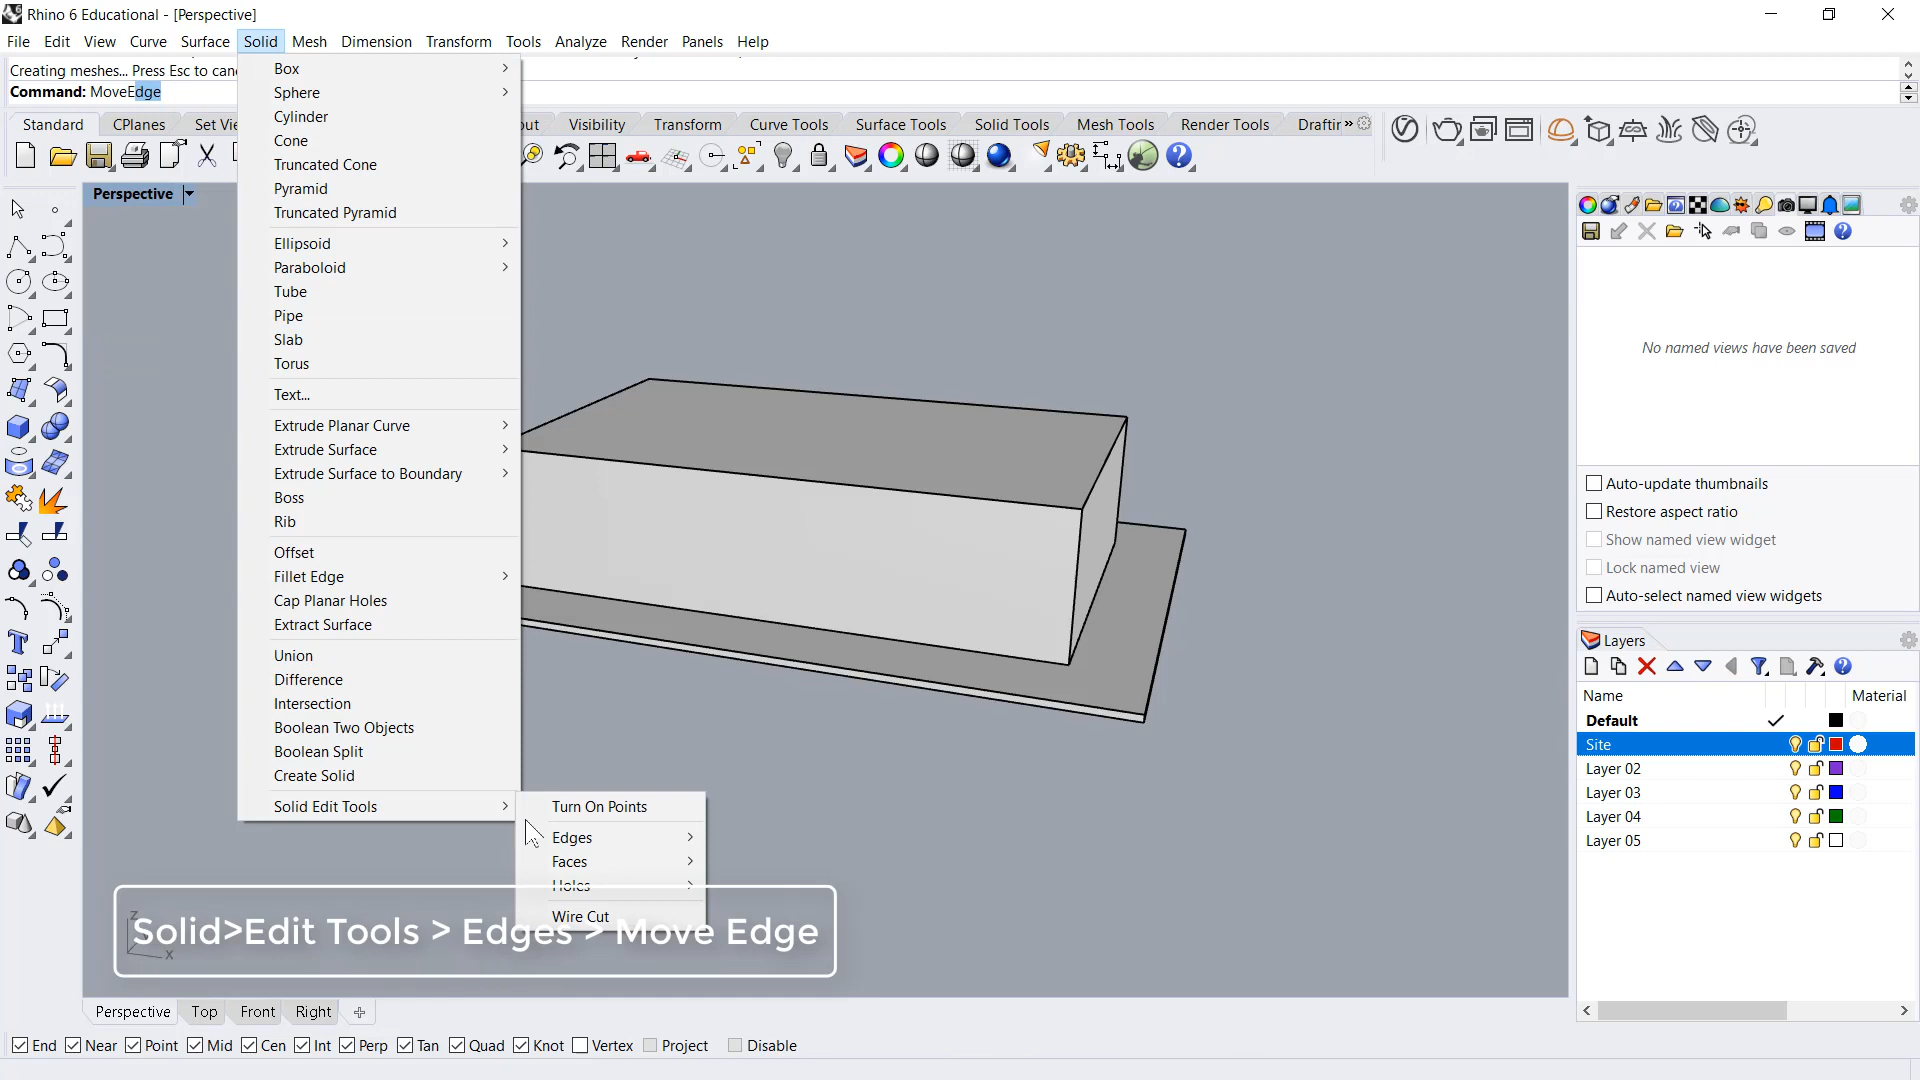 Rhino 6 Educational - [Perspective]
File Edit View Curve Surface Solid Mesh Dimension Transform Tools Analyze Render Panels Help
Creating meshes... Press Esc to canc
Command: MoveEdge
Standard CPlanes Set Vie out Visibility Transform Curve Tools Surface Tools Solid Tools Mesh Tools Render Tools Draftin »
Perspective
Box
Sphere
Cylinder
Cone
Truncated Cone
Pyramid
Truncated Pyramid
Ellipsoid
Paraboloid
Tube
Pipe
Slab
Torus
Text...
Extrude Planar Curve
Extrude Surface
Extrude Surface to Boundary
Boss
Rib
Offset
Fillet Edge
Cap Planar Holes
Extract Surface
Union
Difference
Intersection
Boolean Two Objects
Boolean Split
Create Solid
Solid Edit Tools
Turn On Points
Edges
Faces
Holes
Wire Cut
Solid>Edit Tools > Edges > Move Edge
z
x
No named views have been saved
Auto-update thumbnails
Restore aspect ratio
Show named view widget
Lock named view
Auto-select named view widgets
Layers
Name Material
Default
Site
Layer 02
Layer 03
Layer 04
Layer 05
Perspective Top Front Right
End Near Point Mid Cen Int Perp Tan Quad Knot Vertex Project Disable